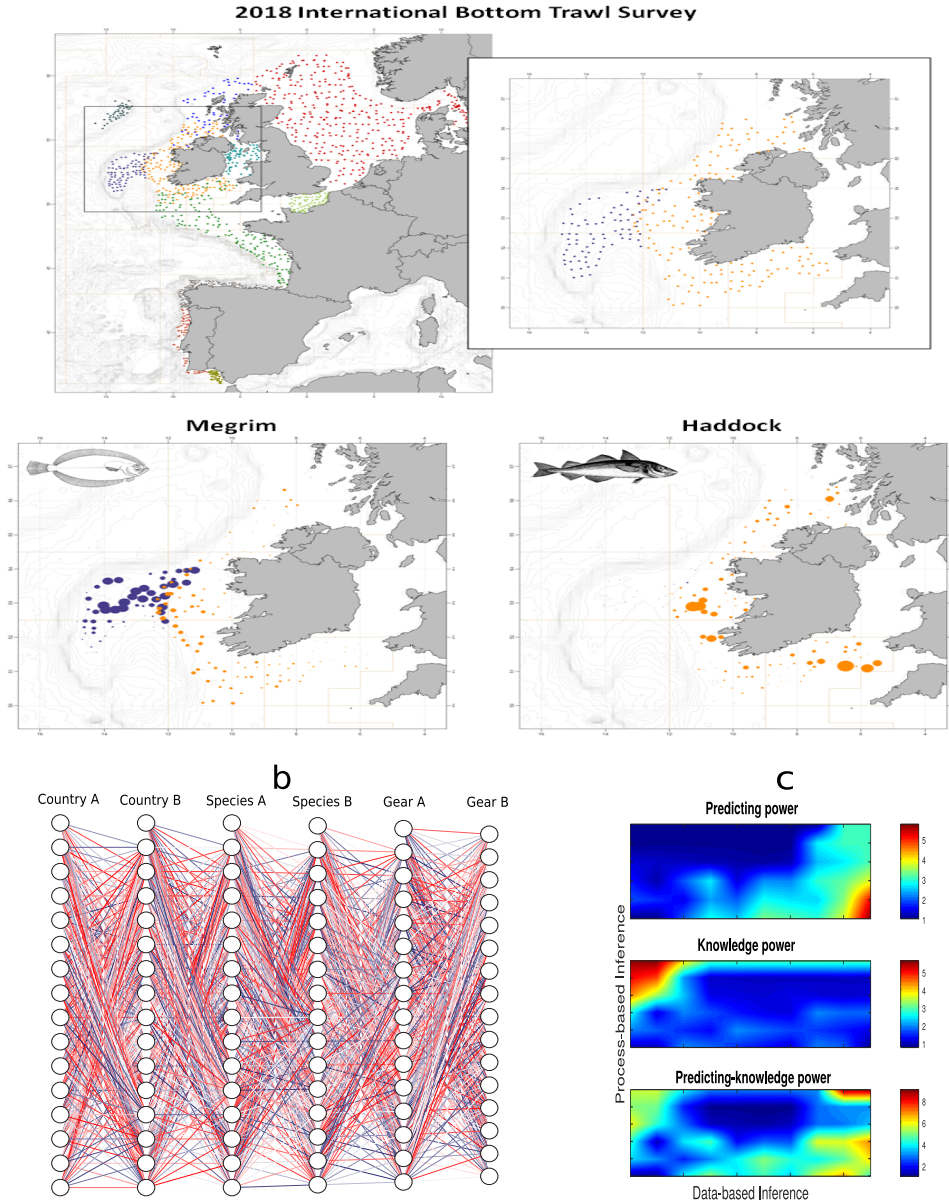 2018 International Bottom Trawl Survey
Megrim
Haddock
b
Country A
Country B
Species A
Species B
Gear A
Gear B
c
Predicting power
5
4
3
2
1
Knowledge power
5
4
3
2
1
Predicting-knowledge power
8
6
4
2
Process-based Inference
Data-based Inference